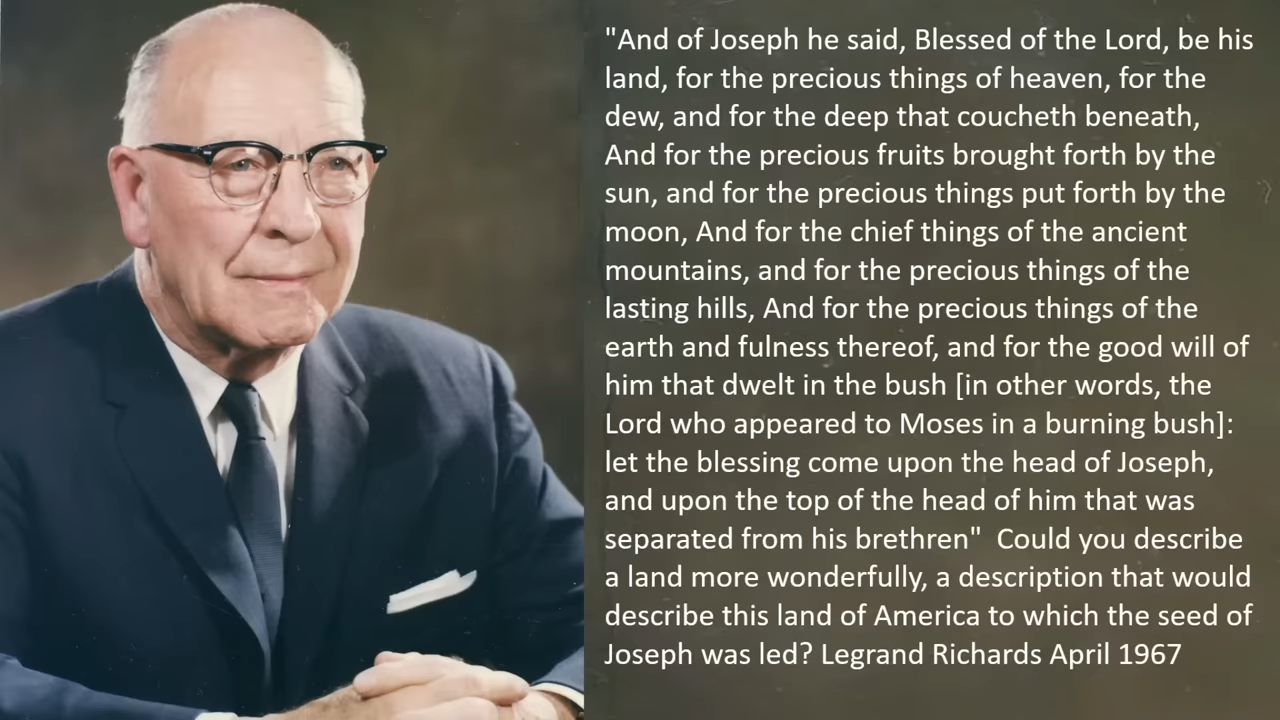 "And of Joseph he said, Blessed of the Lord, be his
land, for the precious things of heaven, for the
dew, and for the deep that coucheth beneath,
And for the precious fruits brought forth by the
sun, and for the precious things put forth by the
moon, And for the chief things of the ancient
mountains, and for the precious things of the
lasting hills, And for the precious things of the
earth and fulness thereof, and for the good will of
him that dwelt in the bush [in other words, the
Lord who appeared to Moses in a burning bush]:
let the blessing come upon the head of Joseph,
and upon the top of the head of him that was
separated from his brethren"  Could you describe
a land more wonderfully, a description that would
describe this land of America to which the seed of
Joseph was led? Legrand Richards April 1967